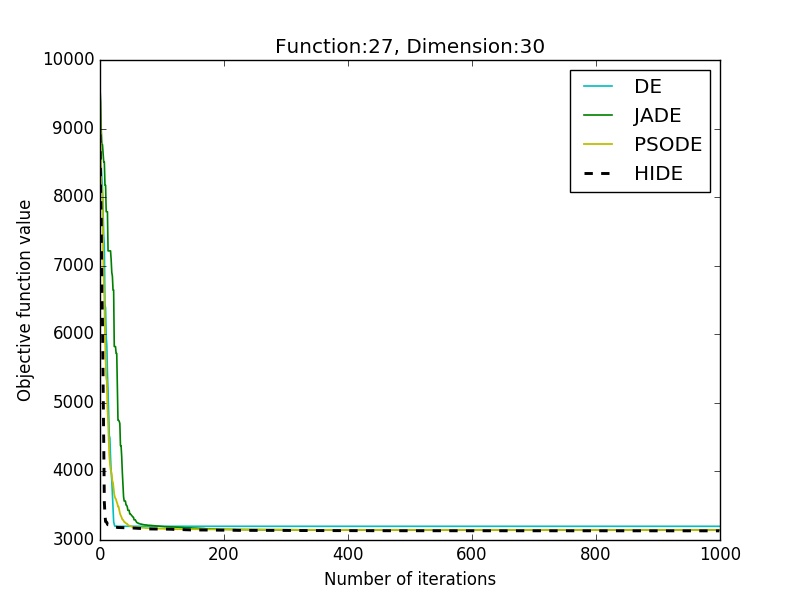 Function:27, Dimension:30
10000
9000
8000
7000
6000
5000
4000
3000
Objective function value
DE
JADE
PSODE
HIDE
0 200 400 600 800 1000
Number of iterations